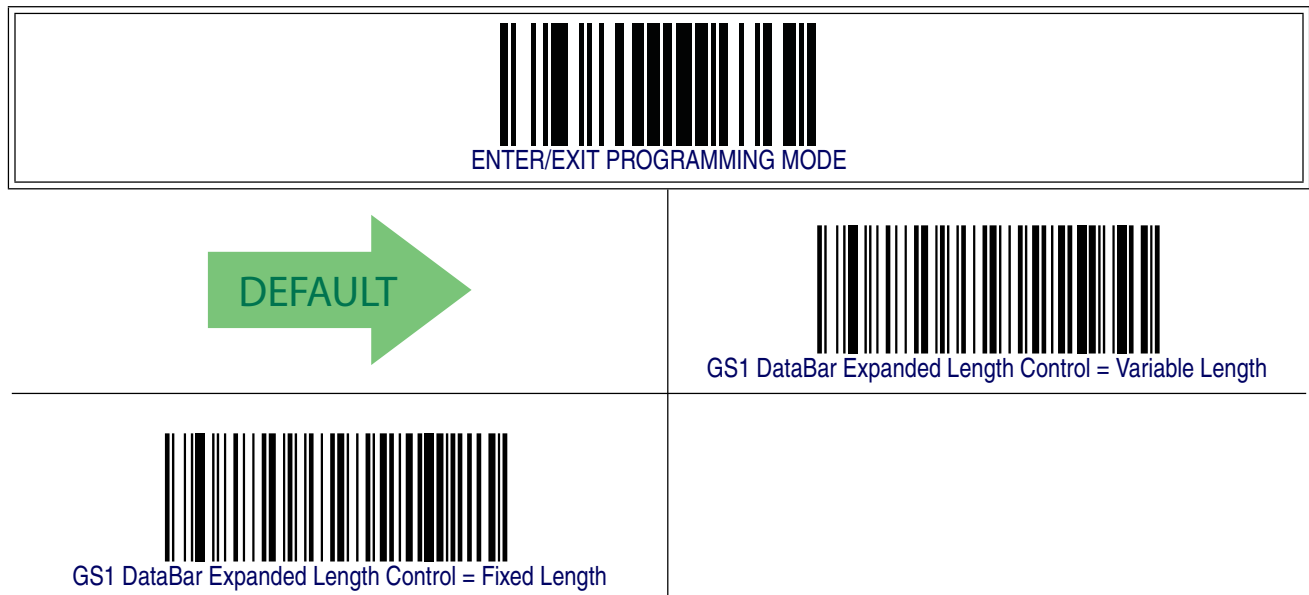 ENTER/EXIT PROGRAMMING MODE
DEFAULT
GS1 DataBar Expanded Length Control = Variable Length
GS1 DataBar Expanded Length Control = Fixed Length